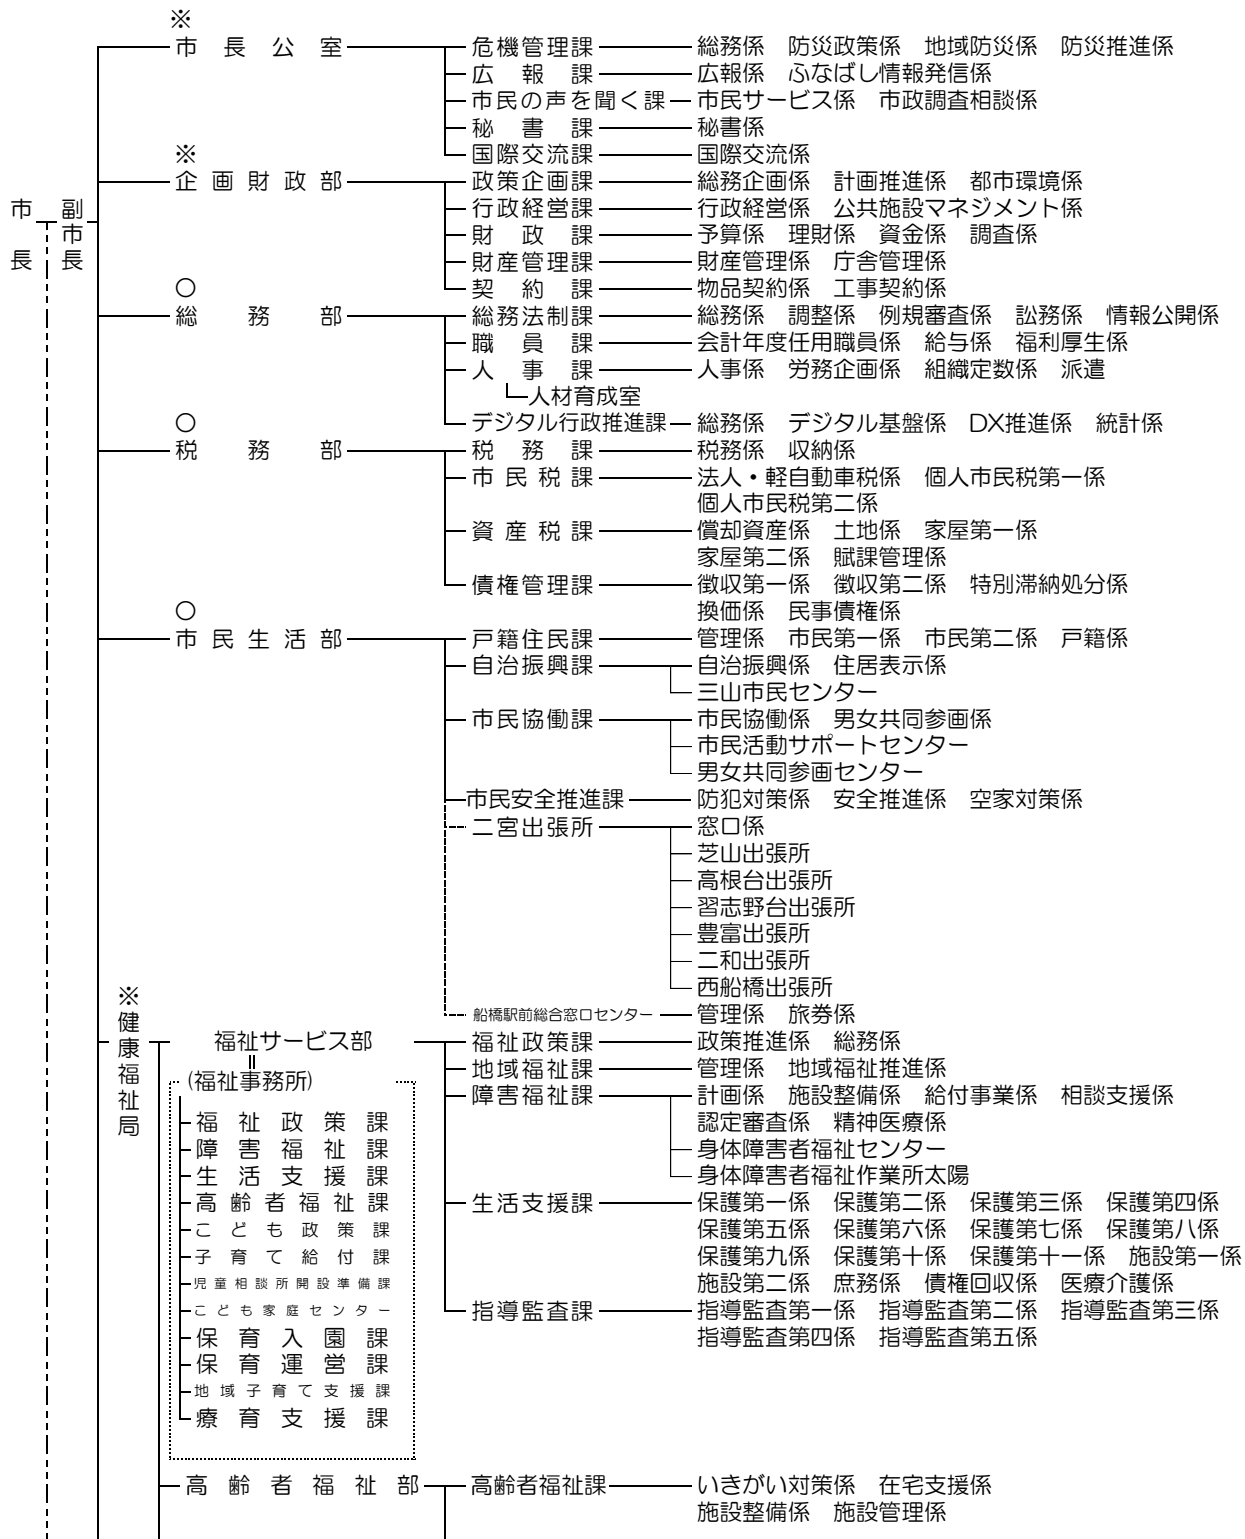 ※
市長公室 危機管理課 総務係 防災政策係 地域防災係 防災推進係
広報課 広報係 ふなばし情報発信係
市民の声を聞く課 市民サービス係 市政調査相談係
秘書課 秘書係
※ 国際交流課 国際交流係
企画財政部 政策企画課 総務企画係 計画推進係 都市環境係
市長 副市長 行政経営課 行政経営係 公共施設マネジメント係
財政課 予算係 理財係 資金係 調査係
財産管理課 財産管理係 庁舎管理係
○ 契約課 物品契約係 工事契約係
総務部 総務法制課 総務係 調整係 例規審査係 訟務係 情報公開係
職員課 会計年度任用職員係 給与係 福利厚生係
人事課 人事係 労務企画係 組織定数係 派遣
人材育成室
○ デジタル行政推進課 総務係 デジタル基盤係 DX推進係 統計係
税務部 税務課 税務係 収納係
市民税課 法人・軽自動車税係 個人市民税第一係
個人市民税第二係
資産税課 償却資産係 土地係 家屋第一係
家屋第二係 賦課管理係
債権管理課 徴収第一係 徴収第二係 特別滞納処分係
○ 換価係 民事債権係
市民生活部 戸籍住民課 管理係 市民第一係 市民第二係 戸籍係
自治振興課 自治振興係 住居表示係
三山市民センター
市民協働課 市民協働係 男女共同参画係
市民活動サポートセンター
男女共同参画センター
市民安全推進課 防犯対策係 安全推進係 空家対策係
二宮出張所 窓口係
芝山出張所
高根台出張所
習志野台出張所
豊富出張所
二和出張所
西船橋出張所
船橋駅前総合窓口センター 管理係 旅券係
※健康福祉局 福祉サービス部 福祉政策課 政策推進係 総務係
地域福祉課 管理係 地域福祉推進係
(福祉事務所)
障害福祉課 計画係 施設整備係 給付事業係 相談支援係
福祉政策課 認定審査係 精神医療係
障害福祉課 身体障害者福祉センター
生活支援課 身体障害者福祉作業所太陽
高齢者福祉課 生活支援課 保護第一係 保護第二係 保護第三係 保護第四係
こども政策課 保護第五係 保護第六係 保護第七係 保護第八係
子育て給付課 保護第九係 保護第十係 保護第十一係 施設第一係
児童相談所開設準備課 施設第二係 庶務係 債権回収係 医療介護係
こども家庭センター 指導監査課 指導監査第一係 指導監査第二係 指導監査第三係
保育入園課 指導監査第四係 指導監査第五係
保育運営課
地域子育て支援課
療育支援課
高齢者福祉部 高齢者福祉課 いきがい対策係 在宅支援係
施設整備係 施設管理係